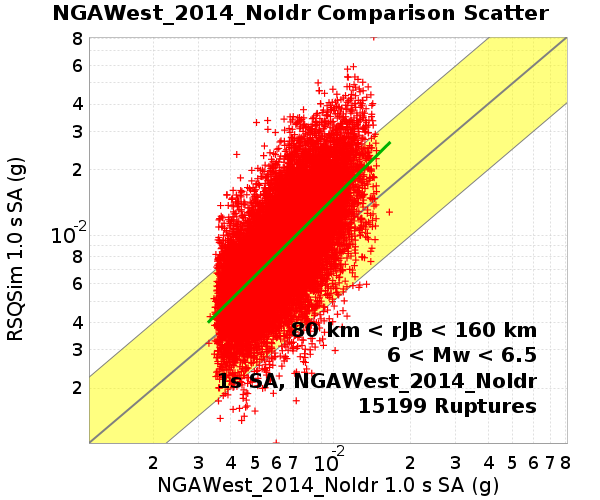 NGAWest_2014_NoIdr Comparison Scatter
8
6
4
3
2
10-2
8
6
4
3
2
RSQSim 1.0 s SA (g)
80 km < rJB < 160 km
6 < Mw < 6.5
1s SA, NGAWest_2014_NoIdr
15199 Ruptures
2 3 4 5 6 7 10-2 2 3 4 5 6 7 8
NGAWest_2014_NoIdr 1.0 s SA (g)